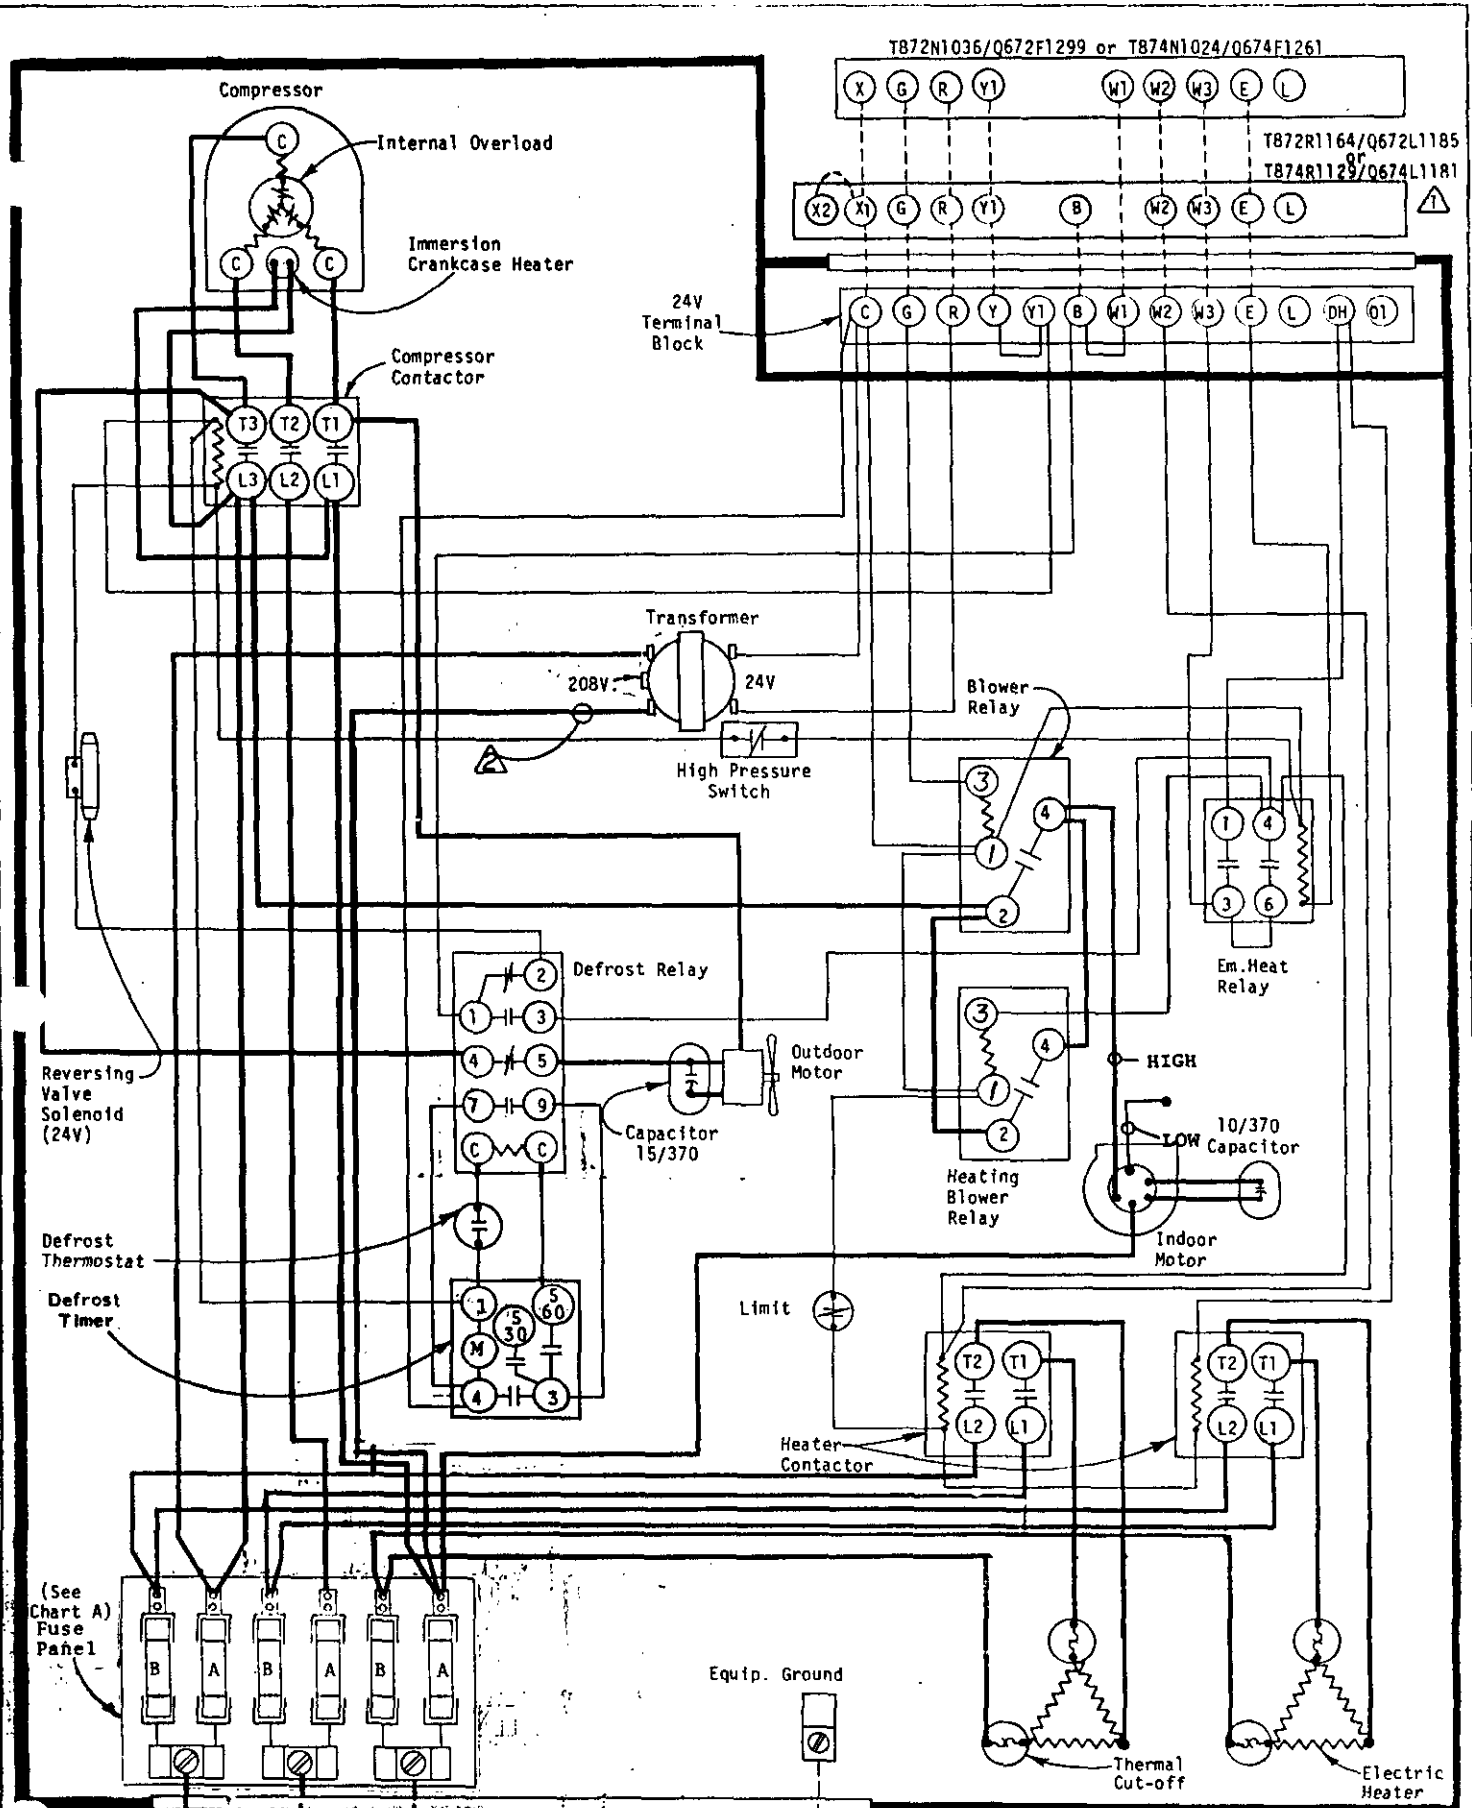 T872N1036/Q672F1299 or T874N1024/Q674F1261
X G R Y1 W1 W2 W3 E L
T872R1164/Q672L1185
or
T874R1129/Q674L1181
X2 X1 G R Y1 B W2 W3 E L
1
Compressor
C
Internal Overload
C C
Immersion
Crankcase Heater
24V
Terminal
Block
C G R Y Y1 B W1 W2 W3 E L DH O1
Compressor
Contactor
T3 T2 T1
L3 L2 L1
Transformer
208V.
24V
2
High Pressure
Switch
Blower
Relay
3
4
1
2
1 4
3 6
Em.Heat
Relay
Defrost Relay
2
1 3
4 5
7 9
C C
Reversing
Valve
Solenoid
(24V)
Outdoor
Motor
Capacitor
15/370
3
4
1
2
Heating
Blower
Relay
HIGH
LOW
10/370
Capacitor
Indoor
Motor
Defrost
Thermostat
Defrost
Timer
1
S
60
S
30
M
4 3
Limit
T2 T1
L2 L1
T2 T1
L2 L1
Heater
Contactor
(See
Chart A)
Fuse
Panel
B A B A B A
Equip. Ground
Thermal
Cut-off
Electric
Heater